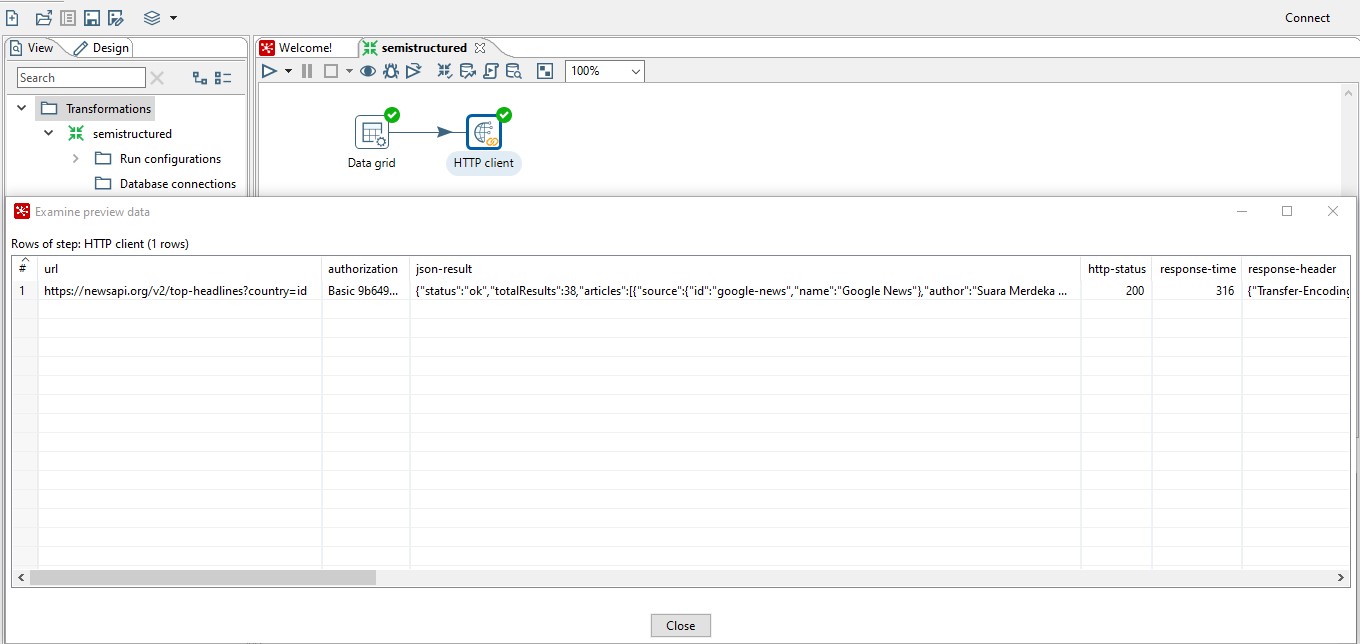 Connect
View Design
Search
Transformations
semistructured
Run configurations
Database connections
Welcome! semistructured
100%
Data grid HTTP client
Examine preview data
Rows of step: HTTP client (1 rows)
# url authorization json-result http-status response-time response-header
1 https://newsapi.org/v2/top-headlines?country=id Basic 9b649... {"status":"ok","totalResults":38,"articles":[{"source":{"id":"google-news","name":"Google News"},"author":"Suara Merdeka ... 200 316 {"Transfer-Encoding
Close